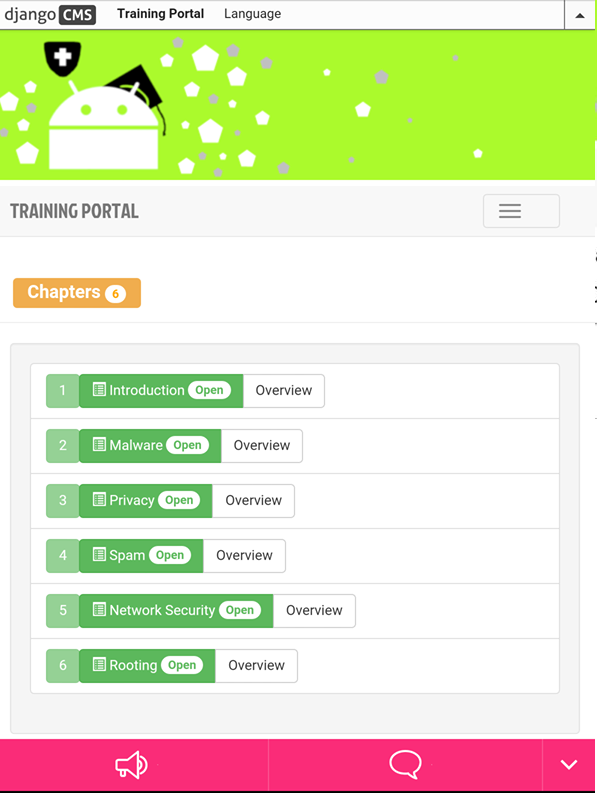 django CMS Training Portal Language
TRAINING PORTAL
Chapters 6
1 Introduction Open Overview
2 Malware Open Overview
3 Privacy Open Overview
4 Spam Open Overview
5 Network Security Open Overview
6 Rooting Open Overview